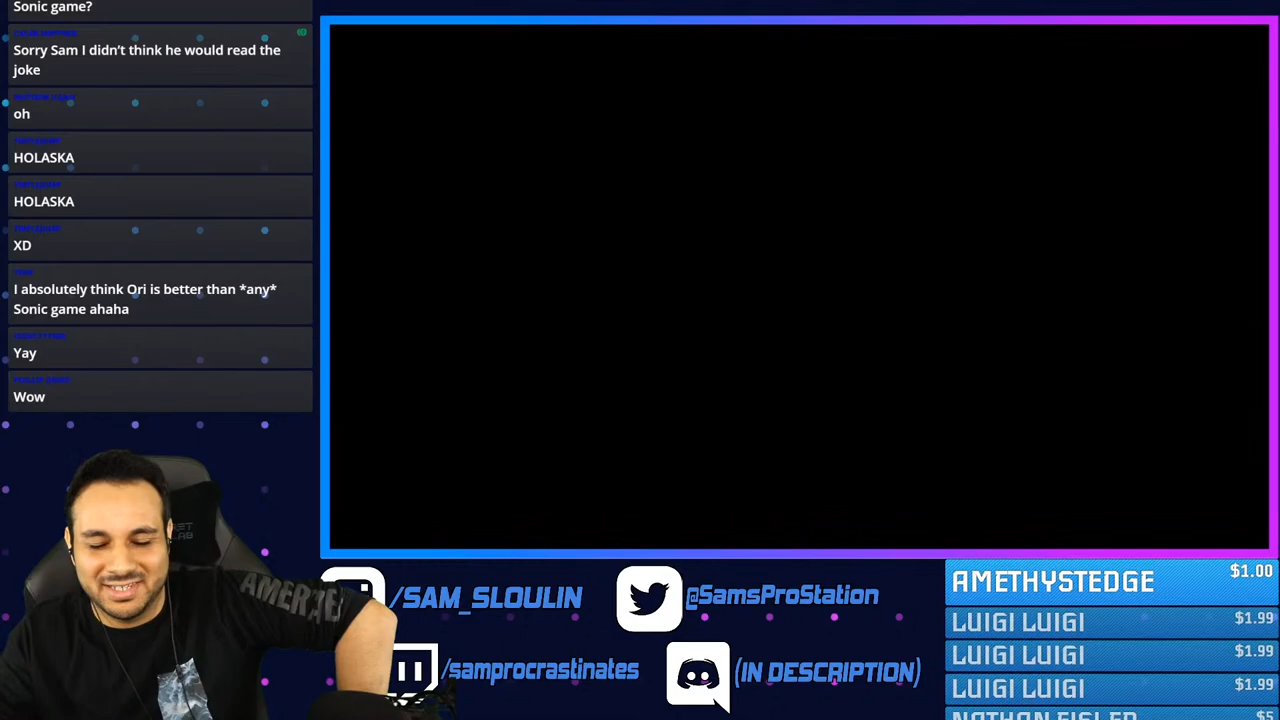 Sonic game?
Sorry Sam I didn't think he would read the
joke
oh
HOLASKA
HOLASKA
XD
I absolutely think Ori is better than *any*
Sonic game ahaha
Yay
Wow
/SAM_SLOULIN
@SamsProStation
/samprocrastinates
(IN DESCRIPTION)
AMETHYSTEDGE $1.00
LUIGI LUIGI $1.99
LUIGI LUIGI $1.99
LUIGI LUIGI $1.99
NATHAN $5